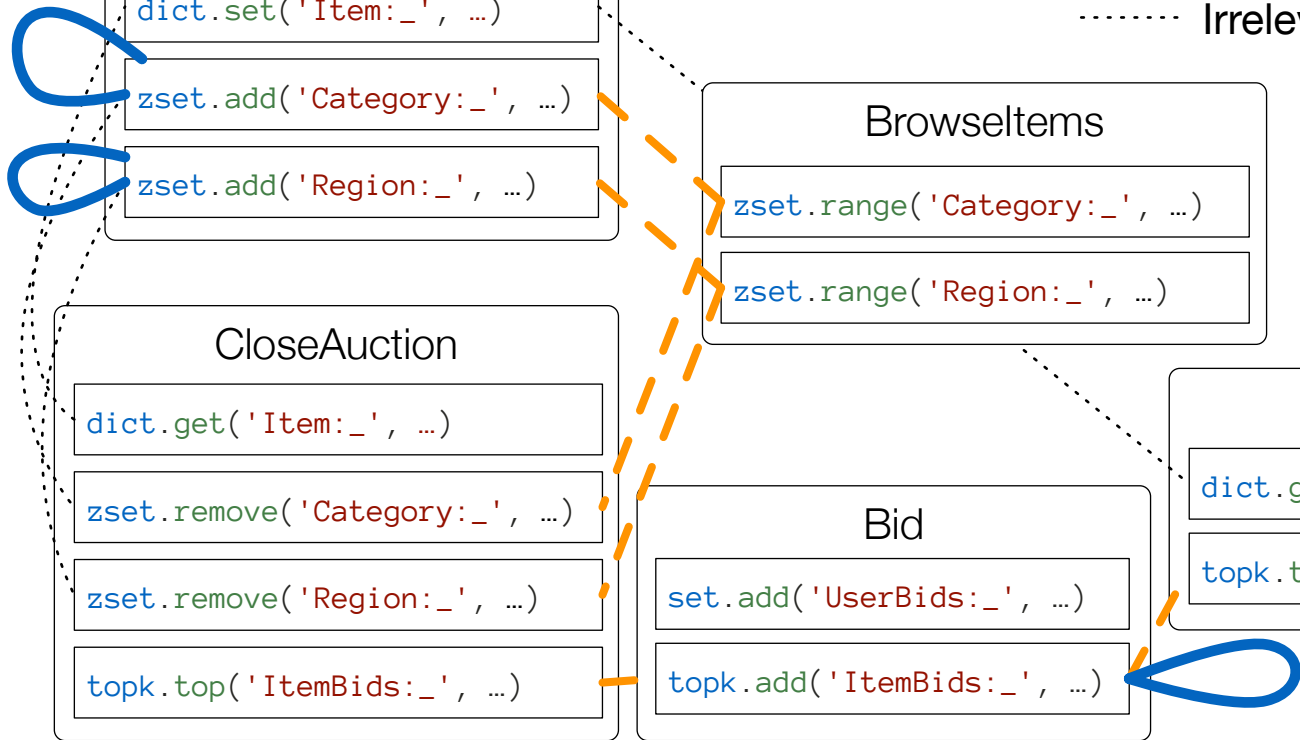 dict.set('Item:_', …)
zset.add('Category:_', …)
zset.add('Region:_', …)
BrowseItems
zset.range('Category:_', …)
zset.range('Region:_', …)
CloseAuction
dict.get('Item:_', …)
zset.remove('Category:_', …)
zset.remove('Region:_', …)
topk.top('ItemBids:_', …)
Bid
set.add('UserBids:_', …)
topk.add('ItemBids:_', …)
dict.g
topk.t